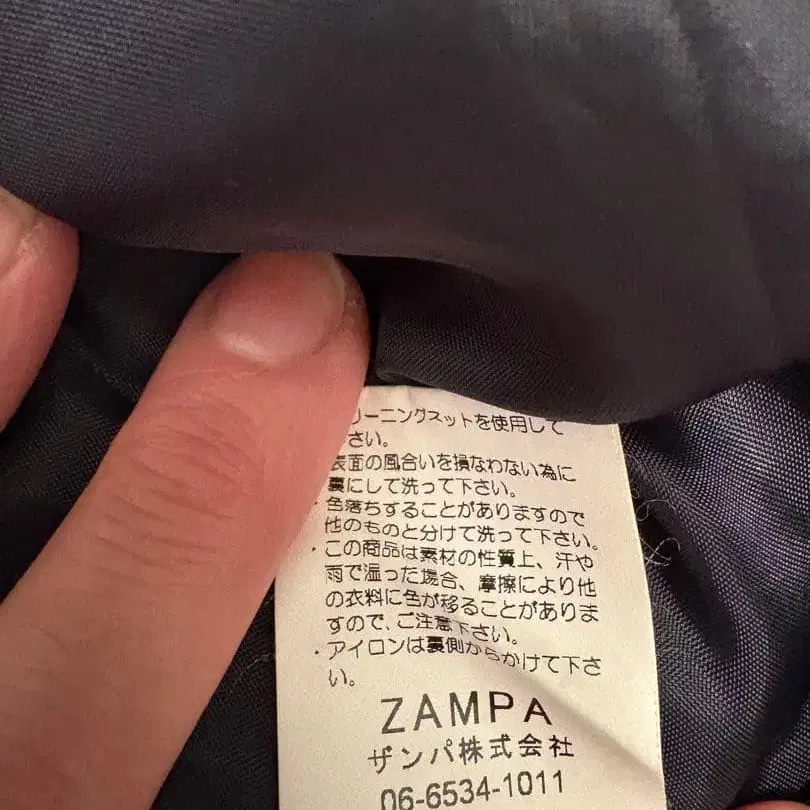 リーニングネットを使用して
さい。
表面の風合いを損なわない為に
裏にして洗って下さい。
・色落ちすることがありますので
他のものと分けて洗って下さい。
・この商品は素材の性質上、汗や
雨で湿った場合、摩擦により他
の衣料に色が移ることがありま
すので、ご注意下さい。
・アイロンは裏側からかけて下さ
い。
ZAMPA
ザンパ株式会社
06-6534-1011